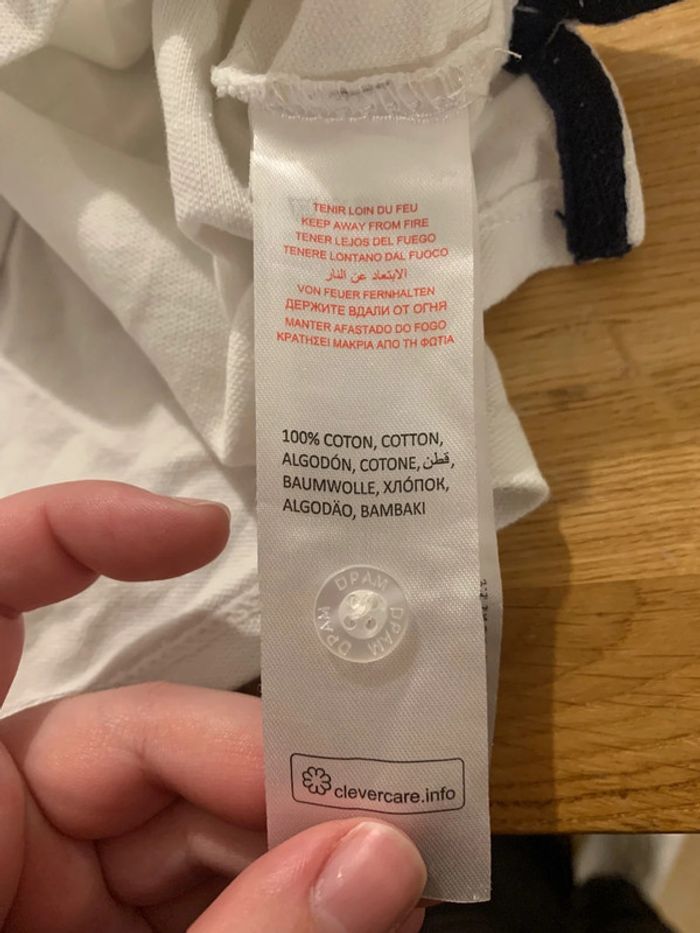 TENIR LOIN DU FEU
KEEP AWAY FROM FIRE
TENER LEJOS DEL FUEGO
TENERE LONTANO DAL FUOCO
الابتعاد عن النار
VON FEUER FERNHALTEN
ДЕРЖИТЕ ВДАЛИ ОТ ОГНЯ
MANTER AFASTADO DO FOGO
ΚΡΑΤΗΣΕΙ ΜΑΚΡΙΑ ΑΠΟ ΤΗ ΦΩΤΙΑ
100% COTON, COTTON,
ALGODÓN, COTONE, قطن,
BAUMWOLLE, ХЛÓПОК,
ALGODÃO, BAMBAKI
DPAM DPAM DPAM
clevercare.info